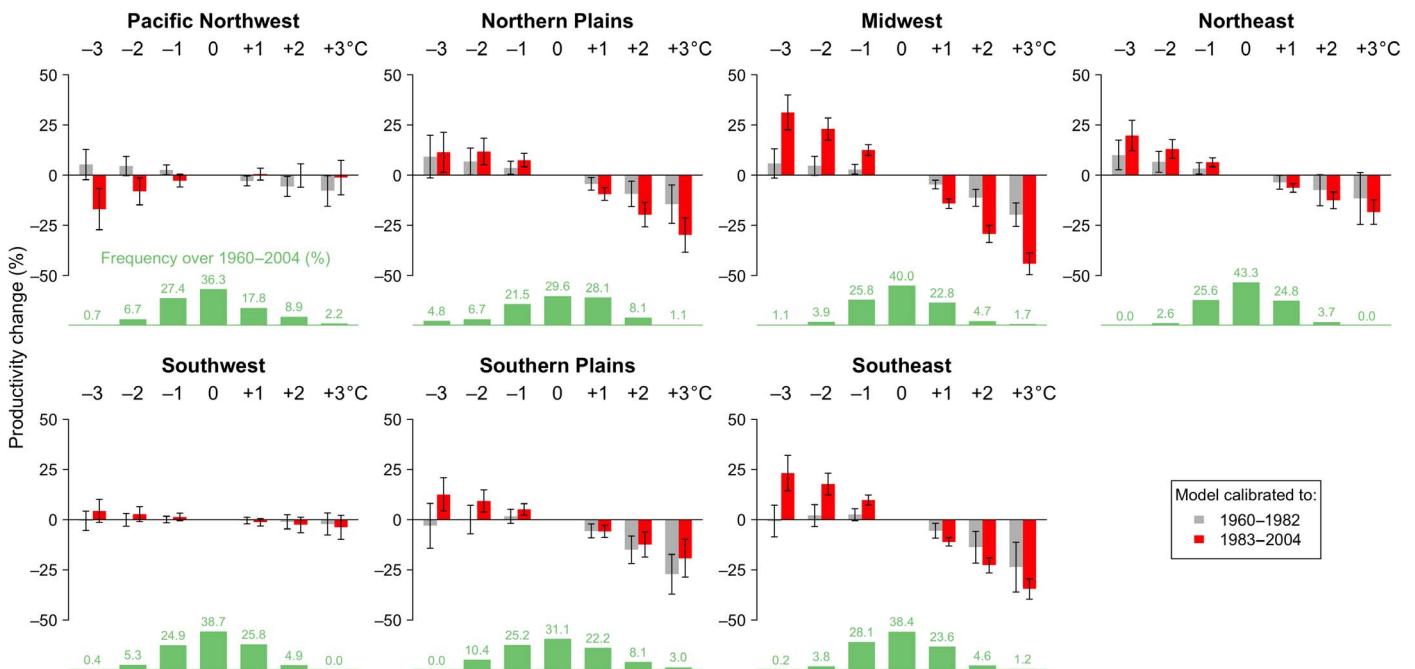 Pacific Northwest
–3 –2 –1 0 +1 +2 +3°C
Northern Plains
–3 –2 –1 0 +1 +2 +3°C
Midwest
–3 –2 –1 0 +1 +2 +3°C
Northeast
–3 –2 –1 0 +1 +2 +3°C
Productivity change (%)
50
25
0
–25
–50
Frequency over 1960–2004 (%)
0.7 6.7 27.4 36.3 17.8 8.9 2.2
50
25
0
–25
–50
4.8 6.7 21.5 29.6 28.1 8.1 1.1
50
25
0
–25
–50
1.1 3.9 25.8 40.0 22.8 4.7 1.7
50
25
0
–25
–50
0.0 2.6 25.6 43.3 24.8 3.7 0.0
Southwest
–3 –2 –1 0 +1 +2 +3°C
Southern Plains
–3 –2 –1 0 +1 +2 +3°C
Southeast
–3 –2 –1 0 +1 +2 +3°C
50
25
0
–25
–50
0.4 5.3 24.9 38.7 25.8 4.9 0.0
50
25
0
–25
–50
0.0 10.4 25.2 31.1 22.2 8.1 3.0
50
25
0
–25
–50
0.2 3.8 28.1 38.4 23.6 4.6 1.2
Model calibrated to:
1960–1982
1983–2004